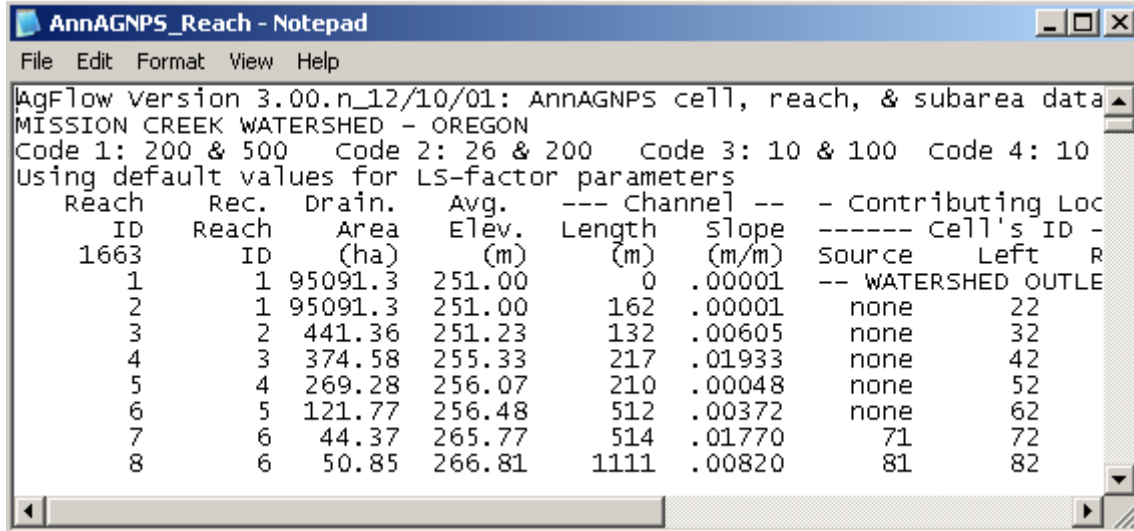 AnnAGNPS_Reach - Notepad
File Edit Format View Help
AgFlow Version 3.00.n_12/10/01: AnnAGNPS cell, reach, & subarea data
MISSION CREEK WATERSHED - OREGON
Code 1: 200 & 500 Code 2: 26 & 200 Code 3: 10 & 100 Code 4: 10
Using default values for LS-factor parameters
Reach Rec. Drain. Avg. --- Channel -- - Contributing Loc
ID Reach Area Elev. Length Slope ------ Cell's ID -
1663 ID (ha) (m) (m) (m/m) Source Left R
1 1 95091.3 251.00 0 .00001 -- WATERSHED OUTLE
2 1 95091.3 251.00 162 .00001 none 22
3 2 441.36 251.23 132 .00605 none 32
4 3 374.58 255.33 217 .01933 none 42
5 4 269.28 256.07 210 .00048 none 52
6 5 121.77 256.48 512 .00372 none 62
7 6 44.37 265.77 514 .01770 71 72
8 6 50.85 266.81 1111 .00820 81 82